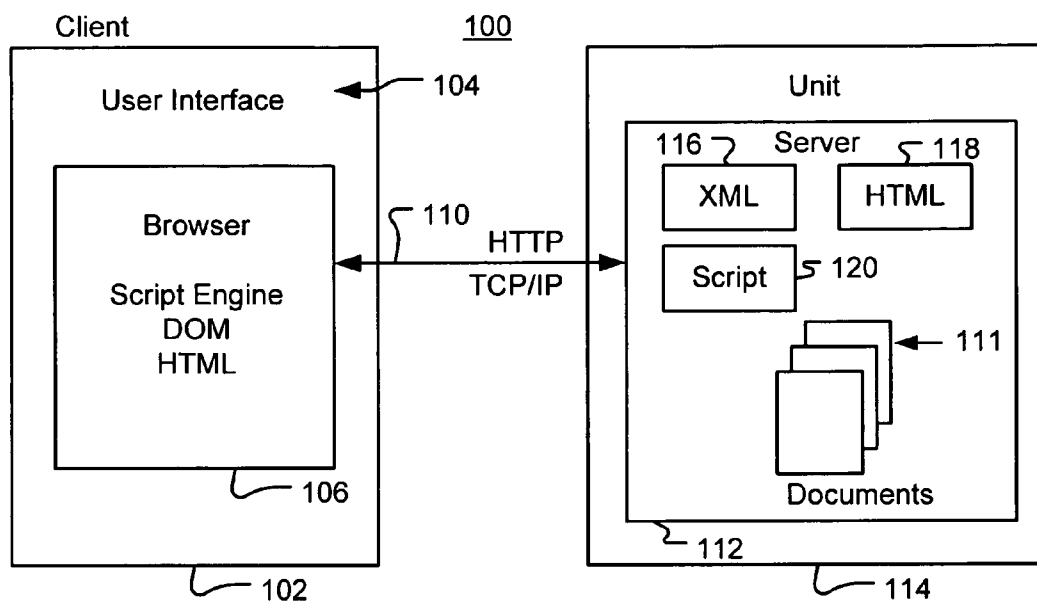 Client
100
User Interface
104
Browser
Script Engine
DOM
HTML
106
102
110
HTTP
TCP/IP
Unit
Server
116
118
XML
HTML
Script
120
111
Documents
112
114